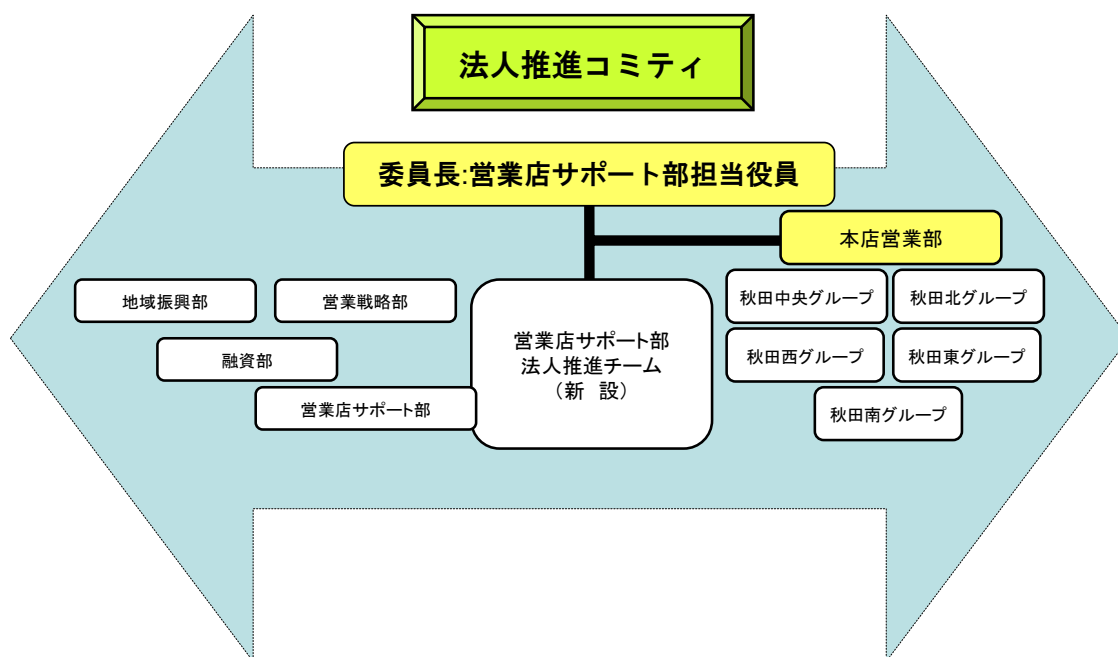 法人推進コミティ
委員長:営業店サポート部担当役員
本店営業部
地域振興部
営業戦略部
融資部
営業店サポート部
営業店サポート部
法人推進チーム
（新　設）
秋田中央グループ
秋田北グループ
秋田西グループ
秋田東グループ
秋田南グループ